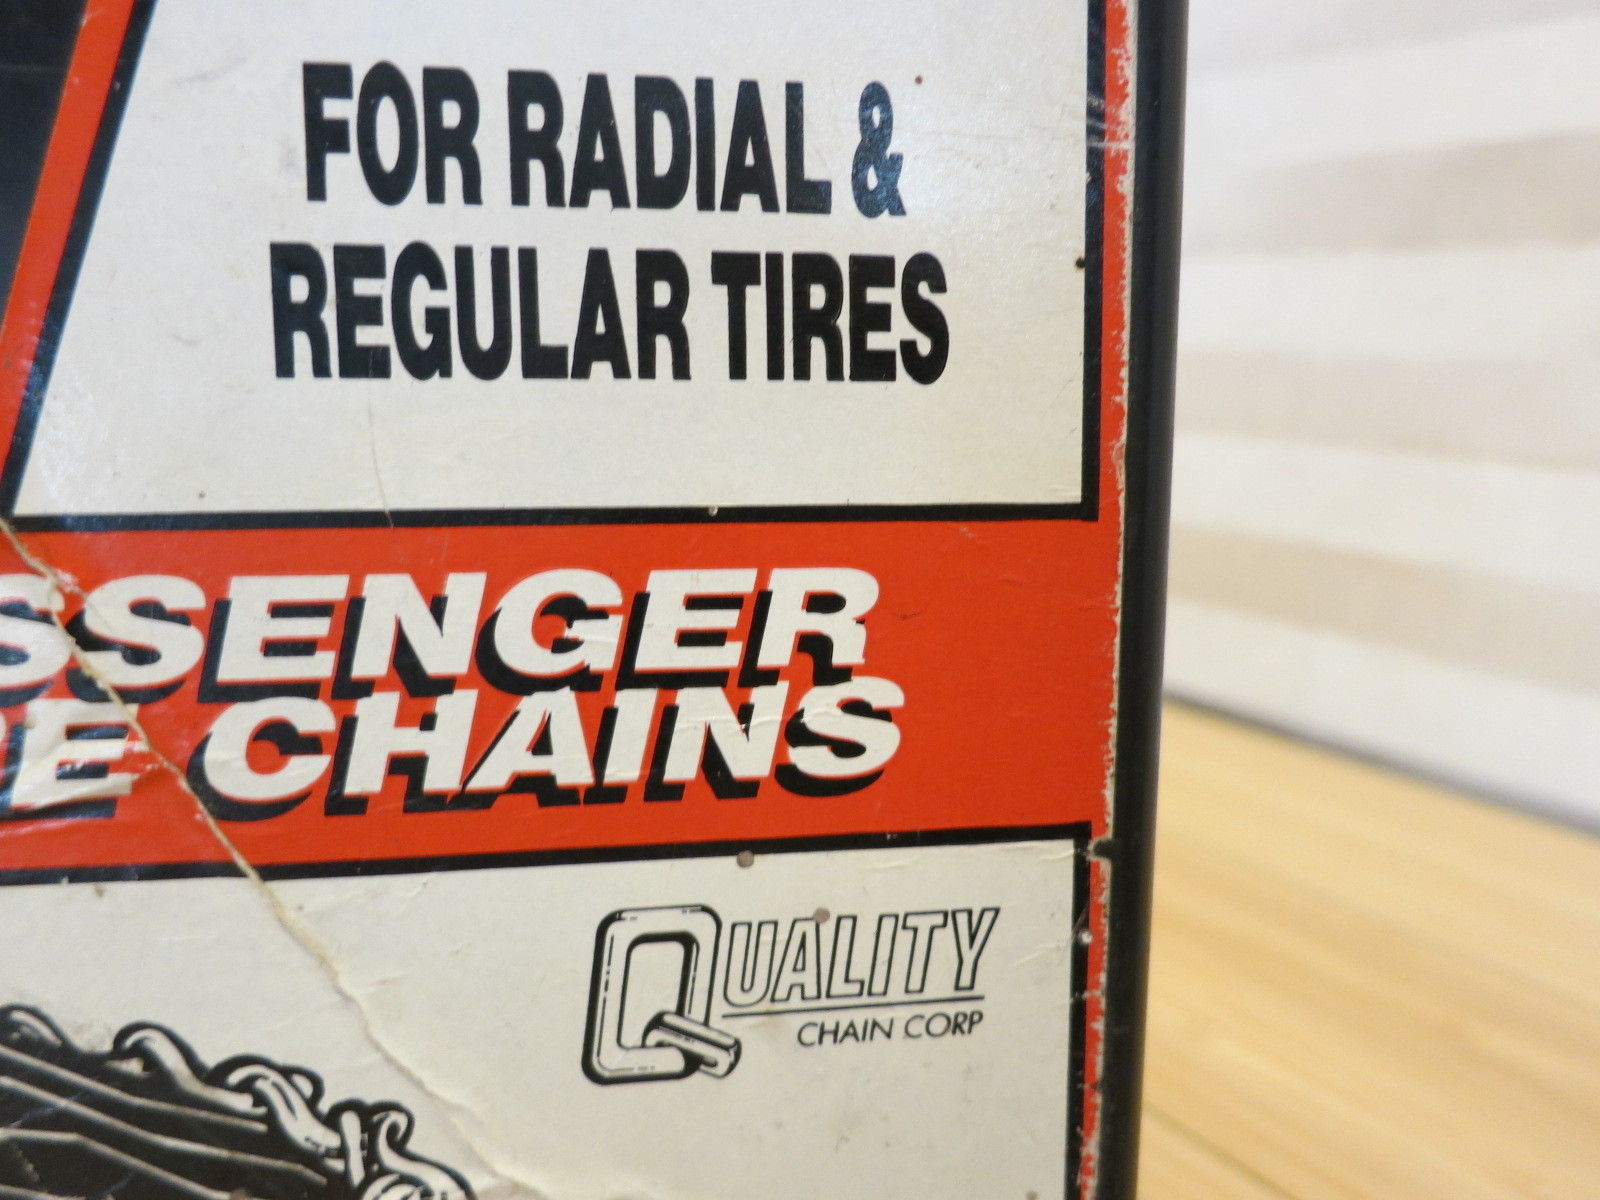 FOR RADIAL &
REGULAR TIRES
SSENGER
E CHAINS
QUALITY
CHAIN CORP